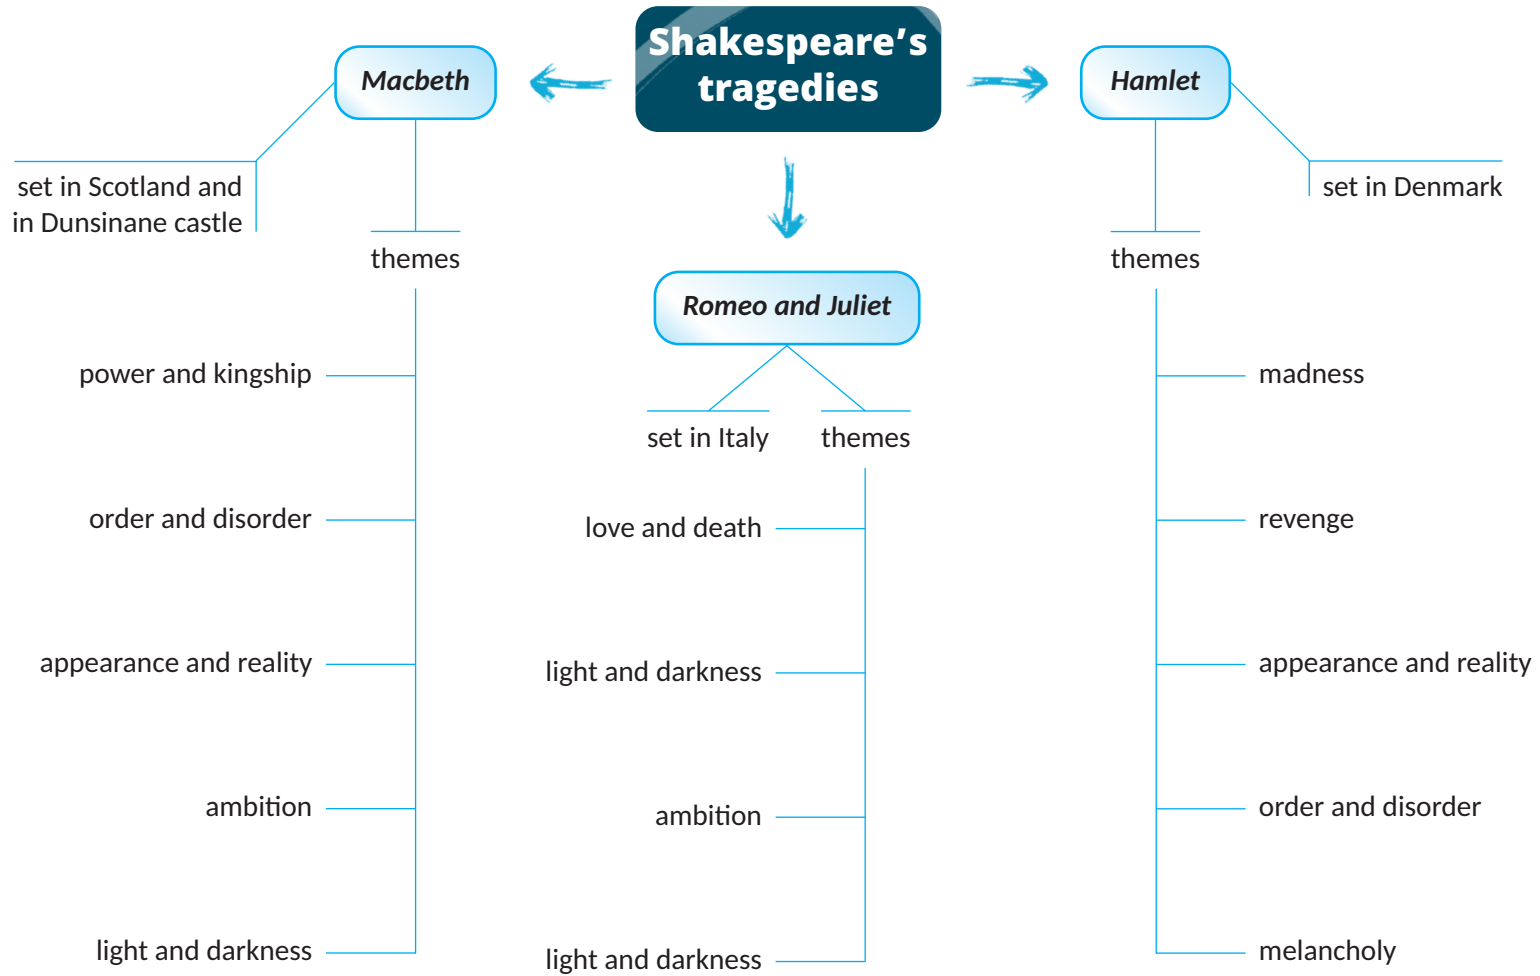 Shakespeare’s
tragedies
Macbeth
set in Scotland and
in Dunsinane castle
themes
power and kingship
order and disorder
appearance and reality
ambition
light and darkness
Romeo and Juliet
set in Italy
themes
love and death
light and darkness
ambition
light and darkness
Hamlet
set in Denmark
themes
madness
revenge
appearance and reality
order and disorder
melancholy